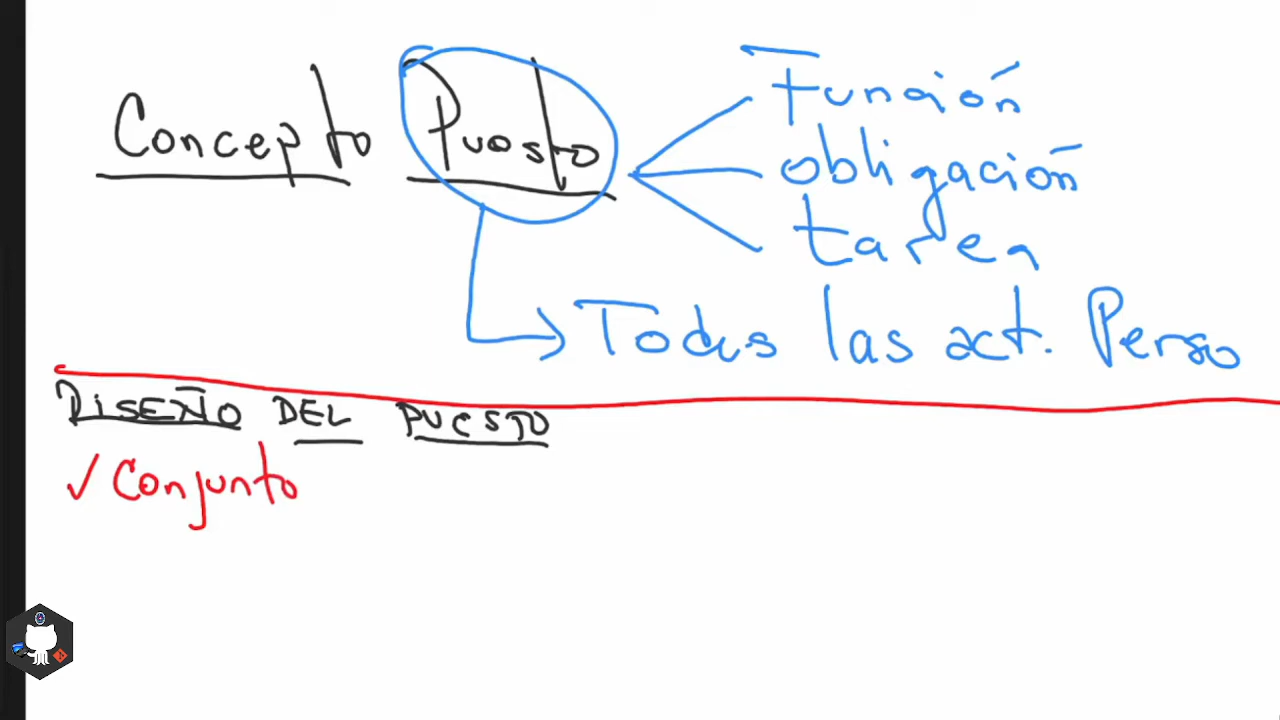 Concepto Puesto
Función
obligación
tarea
Todas las act. Perso
DISEÑO DEL PUESTO
✓ Conjunto